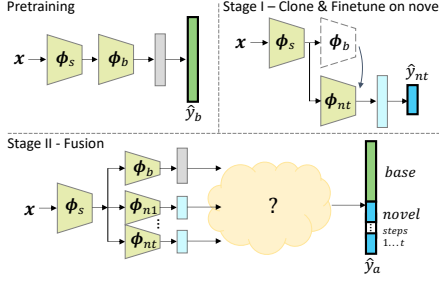 Pretraining
x ϕs ϕb ŷb
Stage I – Clone & Finetune on nove
x ϕs ϕb
ϕnt ŷnt
Stage II - Fusion
x ϕs
ϕb
ϕn1
ϕnt
?
base
novel
steps
1...t
ŷa